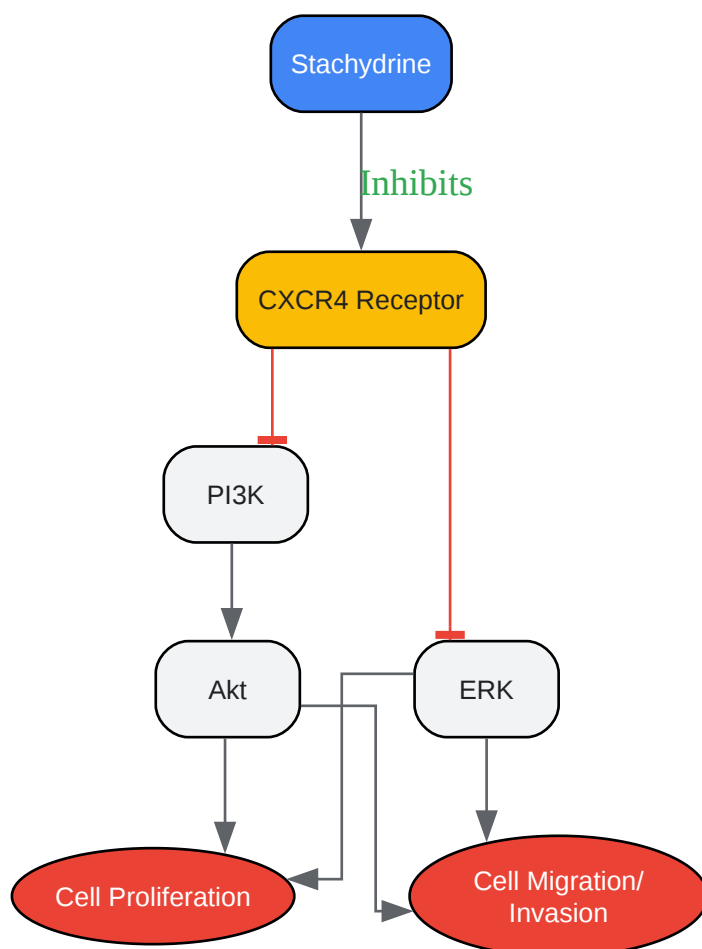 Stachydrine
Inhibits
CXCR4 Receptor
PI3K
Akt
ERK
Cell Proliferation
Cell Migration/
Invasion